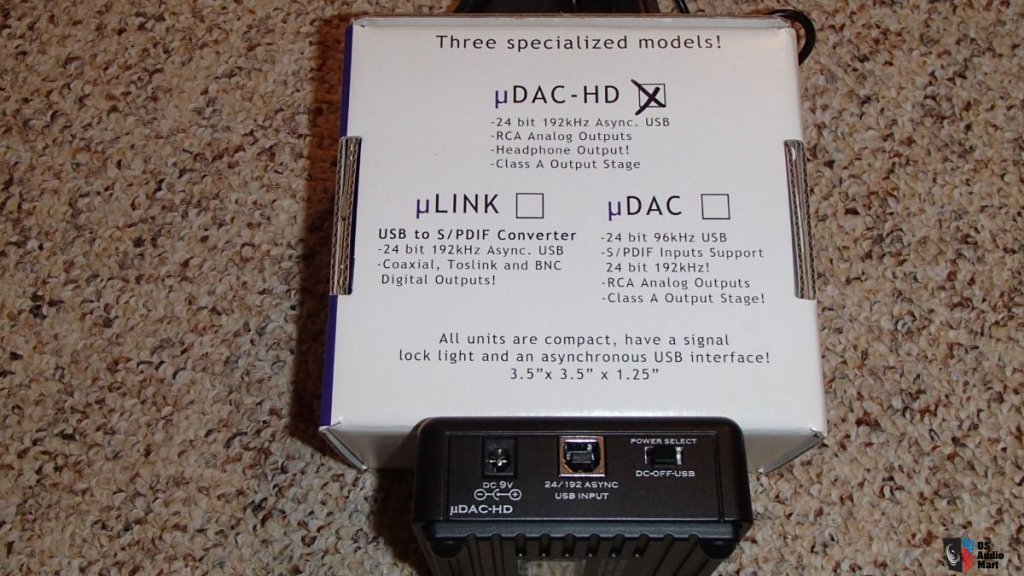 Three specialized models!
µDAC-HD
-24 bit 192kHz Async. USB
-RCA Analog Outputs
-Headphone Output!
-Class A Output Stage
µLINK
USB to S/PDIF Converter
-24 bit 192kHz Async. USB
-Coaxial, Toslink and BNC
Digital Outputs!
µDAC
-24 bit 96kHz USB
-S/PDIF Inputs Support
24 bit 192kHz!
-RCA Analog Outputs
-Class A Output Stage!
All units are compact, have a signal
lock light and an asynchronous USB interface!
3.5”x 3.5” x 1.25”
DC 9V
µDAC-HD
24/192 ASYNC
USB INPUT
POWER SELECT
DC-OFF-USB
US
Audio
Mart